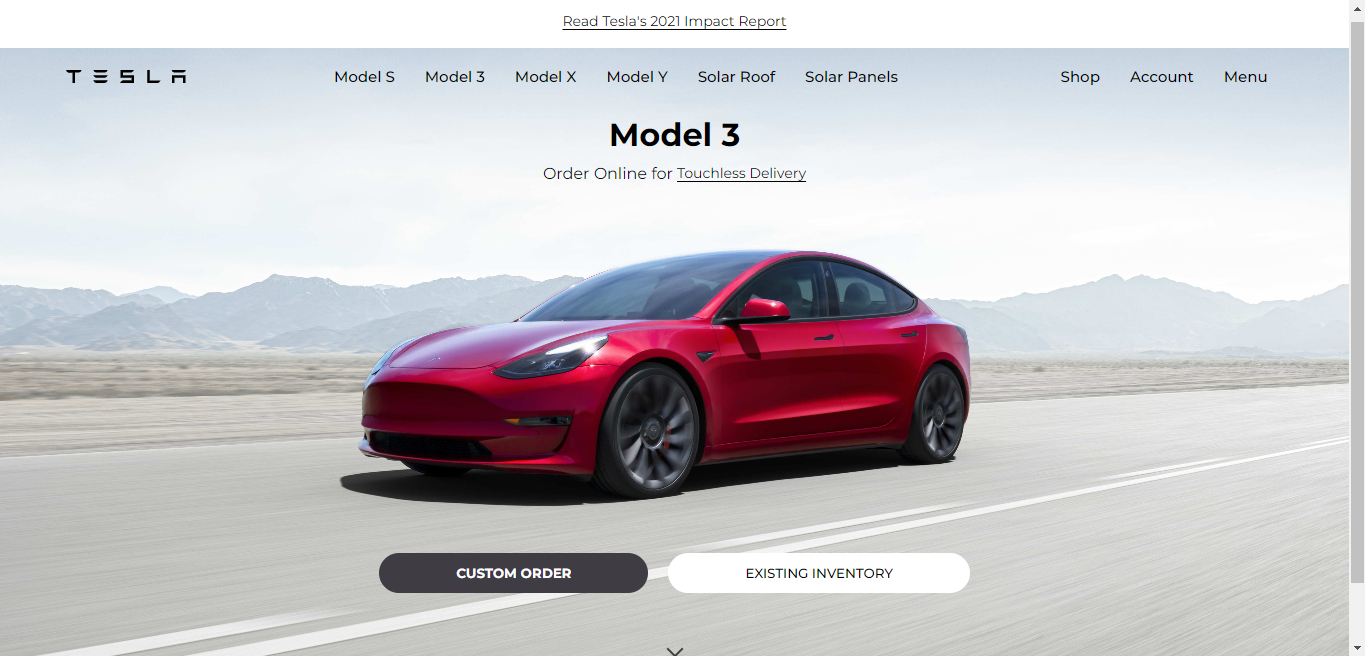 Read Tesla's 2021 Impact Report
TESLA Model S Model 3 Model X Model Y Solar Roof Solar Panels Shop Account Menu
Model 3
Order Online for Touchless Delivery
CUSTOM ORDER EXISTING INVENTORY